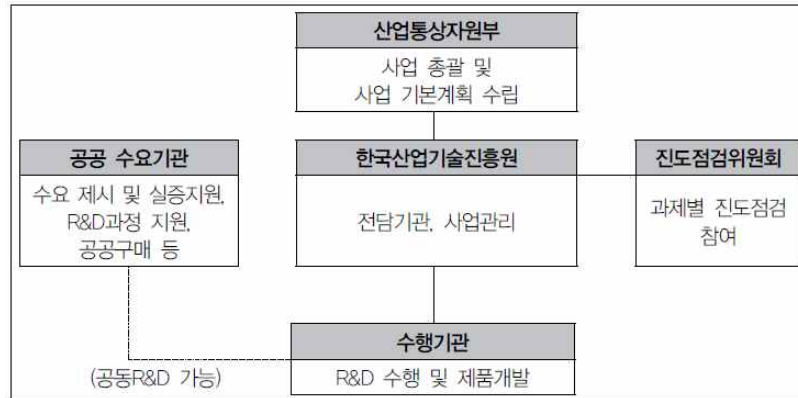 산업통상자원부
사업 총괄 및
사업 기본계획 수립
공공 수요기관
수요 제시 및 실증지원,
R&D과정 지원,
공공구매 등
한국산업기술진흥원
전담기관, 사업관리
진도점검위원회
과제별 진도점검
참여
수행기관
R&D 수행 및 제품개발
(공동R&D 가능)